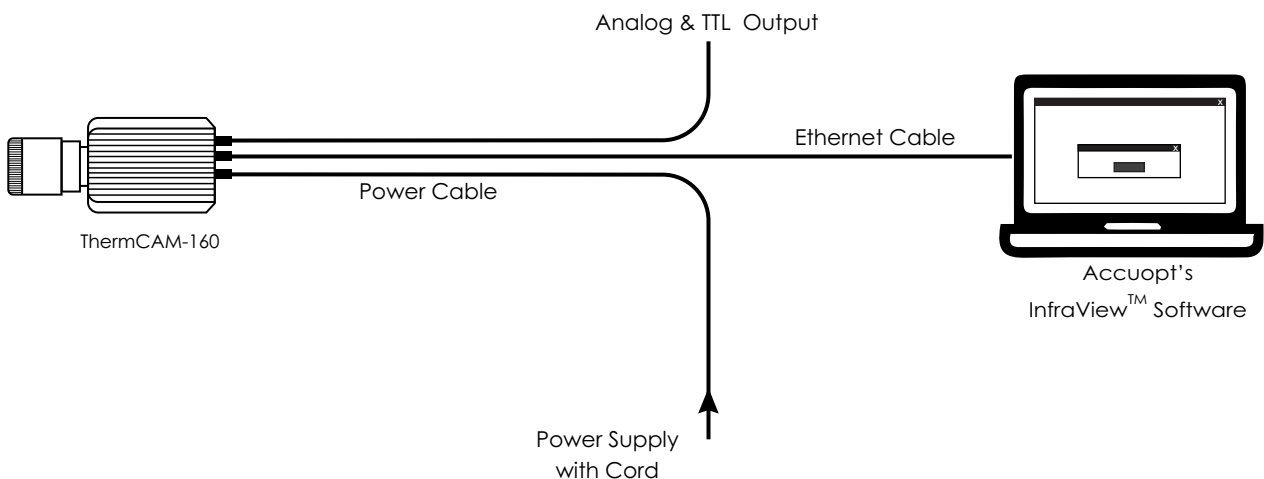 Analog & TTL Output
Ethernet Cable
Power Cable
ThermCAM-160
X
X
Accuopt's
InfraView™ Software
Power Supply
with Cord